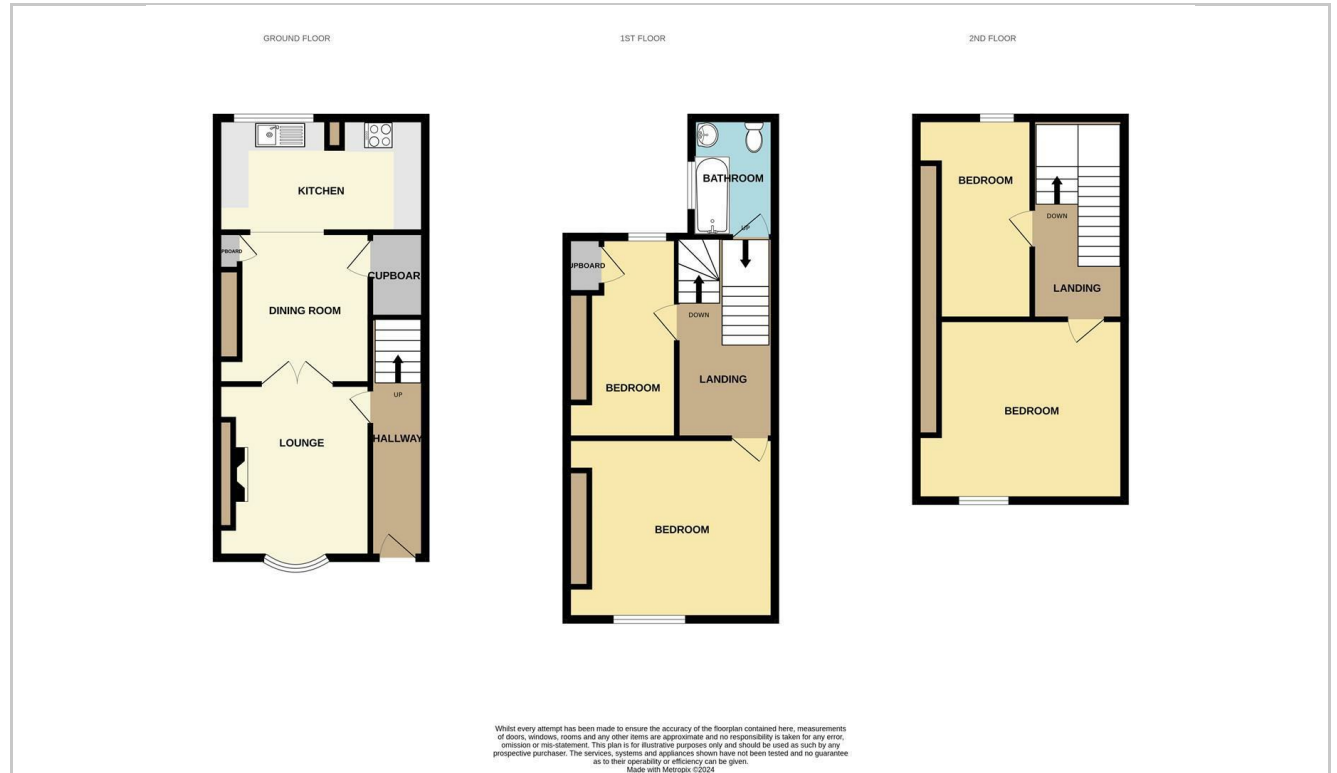 GROUND FLOOR
1ST FLOOR
2ND FLOOR
KITCHEN
UPBOARD
CUPBOAR
DINING ROOM
UP
LOUNGE
HALLWAY
BATHROOM
UP
UPBOARD
DOWN
LANDING
BEDROOM
BEDROOM
BEDROOM
DOWN
LANDING
BEDROOM
Whilst every attempt has been made to ensure the accuracy of the floorplan contained here, measurements
of doors, windows, rooms and any other items are approximate and no responsibility is taken for any error,
omission or mis-statement. This plan is for illustrative purposes only and should be used as such by any
prospective purchaser. The services, systems and appliances shown have not been tested and no guarantee
as to their operability or efficiency can be given.
Made with Metropix ©2024